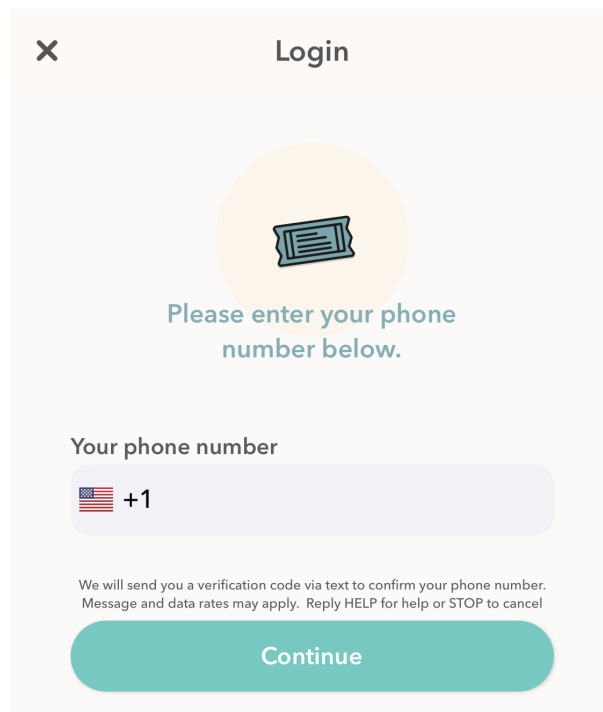 Login
Please enter your phone
number below.
Your phone number
+1
We will send you a verification code via text to confirm your phone number.
Message and data rates may apply.  Reply HELP for help or STOP to cancel
Continue